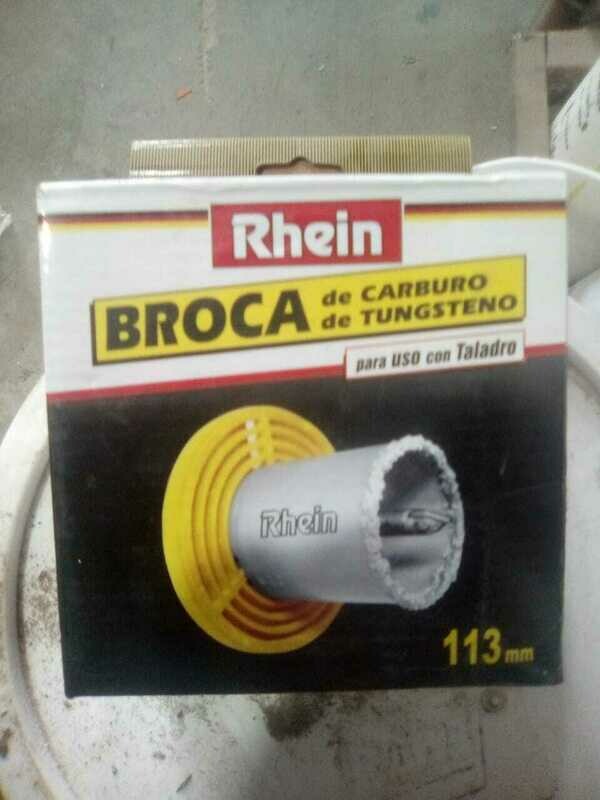 Rhein
BROCA de CARBURO
de TUNGSTENO
para USO con Taladro
Rhein
113 mm